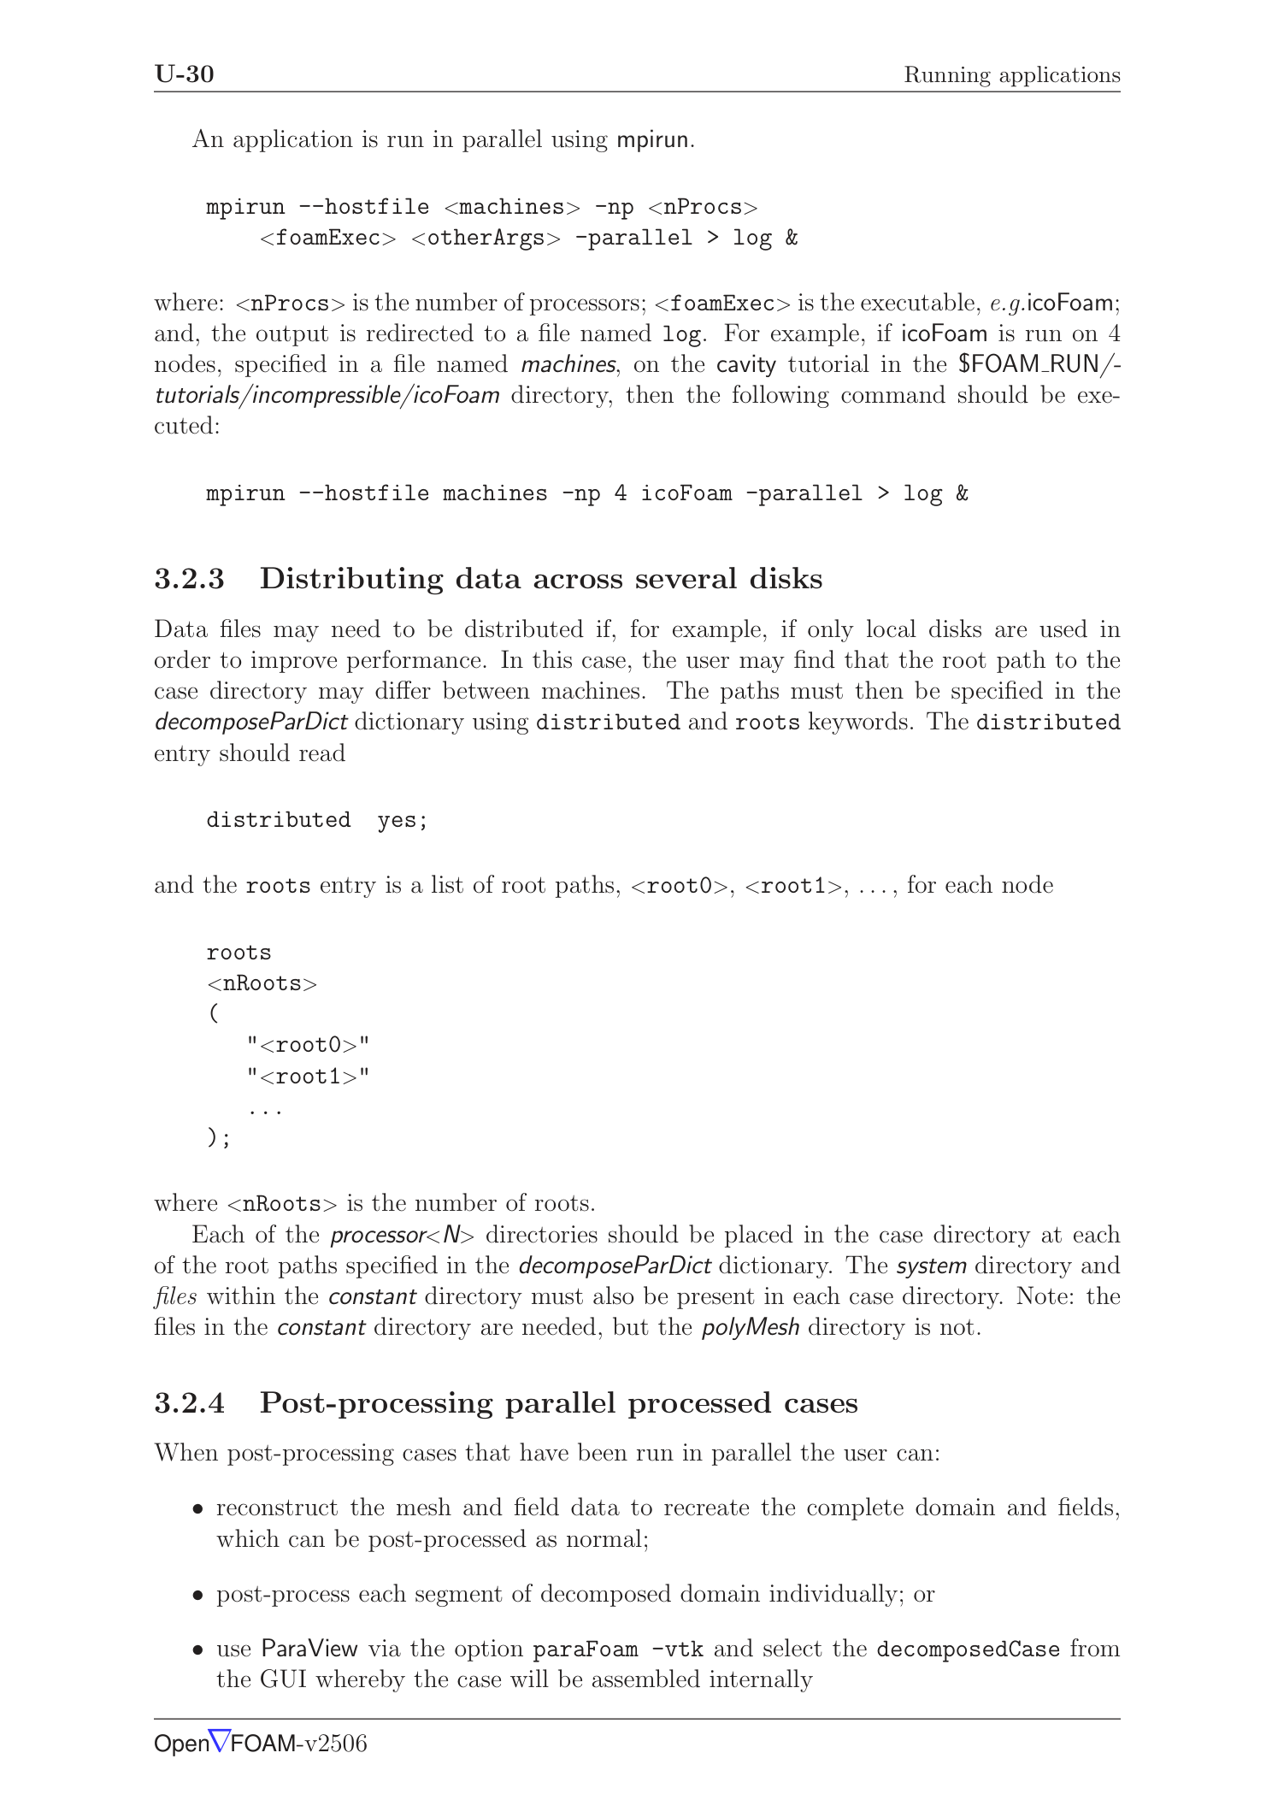 U-30 Running applications
An application is run in parallel using mpirun.
mpirun --hostfile <machines> -np <nProcs>
<foamExec> <otherArgs> -parallel > log &
where: <nProcs> is the number of processors; <foamExec> is the executable, e.g.icoFoam;
and, the output is redirected to a file named log. For example, if icoFoam is run on 4
nodes, specified in a file named machines, on the cavity tutorial in the $FOAM_RUN/-
tutorials/incompressible/icoFoam directory, then the following command should be exe-
cuted:
mpirun --hostfile machines -np 4 icoFoam -parallel > log &
3.2.3 Distributing data across several disks
Data files may need to be distributed if, for example, if only local disks are used in
order to improve performance. In this case, the user may find that the root path to the
case directory may differ between machines. The paths must then be specified in the
decomposeParDict dictionary using distributed and roots keywords. The distributed
entry should read
distributed yes;
and the roots entry is a list of root paths, <root0>, <root1>, ..., for each node
roots
<nRoots>
(
"<root0>"
"<root1>"
...
);
where <nRoots> is the number of roots.
Each of the processor<N> directories should be placed in the case directory at each
of the root paths specified in the decomposeParDict dictionary. The system directory and
files within the constant directory must also be present in each case directory. Note: the
files in the constant directory are needed, but the polyMesh directory is not.
3.2.4 Post-processing parallel processed cases
When post-processing cases that have been run in parallel the user can:
• reconstruct the mesh and field data to recreate the complete domain and fields,
which can be post-processed as normal;
• post-process each segment of decomposed domain individually; or
• use ParaView via the option paraFoam -vtk and select the decomposedCase from
the GUI whereby the case will be assembled internally
Open▽FOAM-v2506